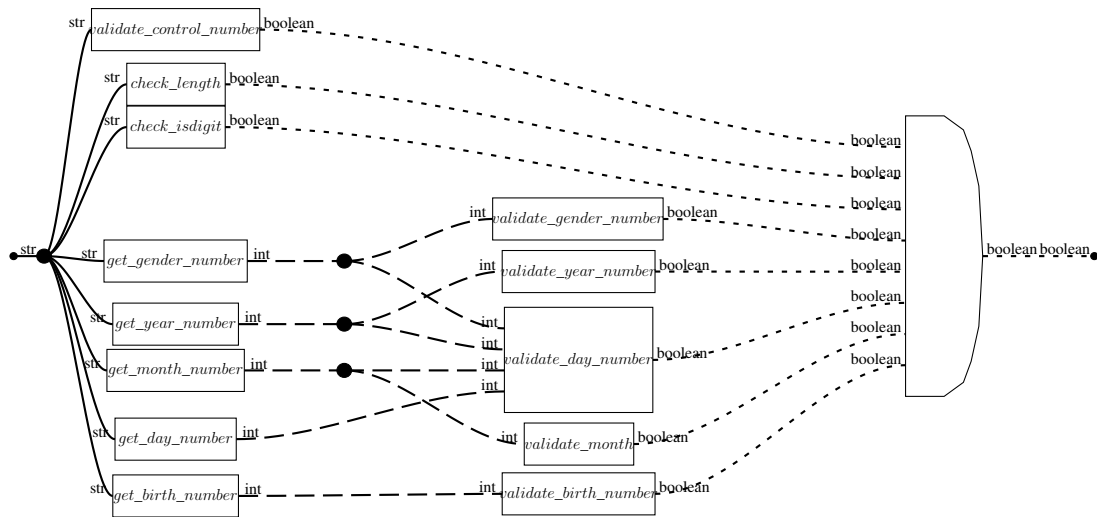 str validate_control_number boolean
str check_length boolean
str check_isdigit boolean
boolean
boolean
boolean
int validate_gender_number boolean
boolean
str
str get_gender_number int
boolean boolean
int validate_year_number boolean
boolean
boolean
str get_year_number int
int
int
validate_day_number boolean
int
int
boolean
str get_month_number int
boolean
str get_day_number int
int validate_month boolean
str get_birth_number int
int validate_birth_number boolean